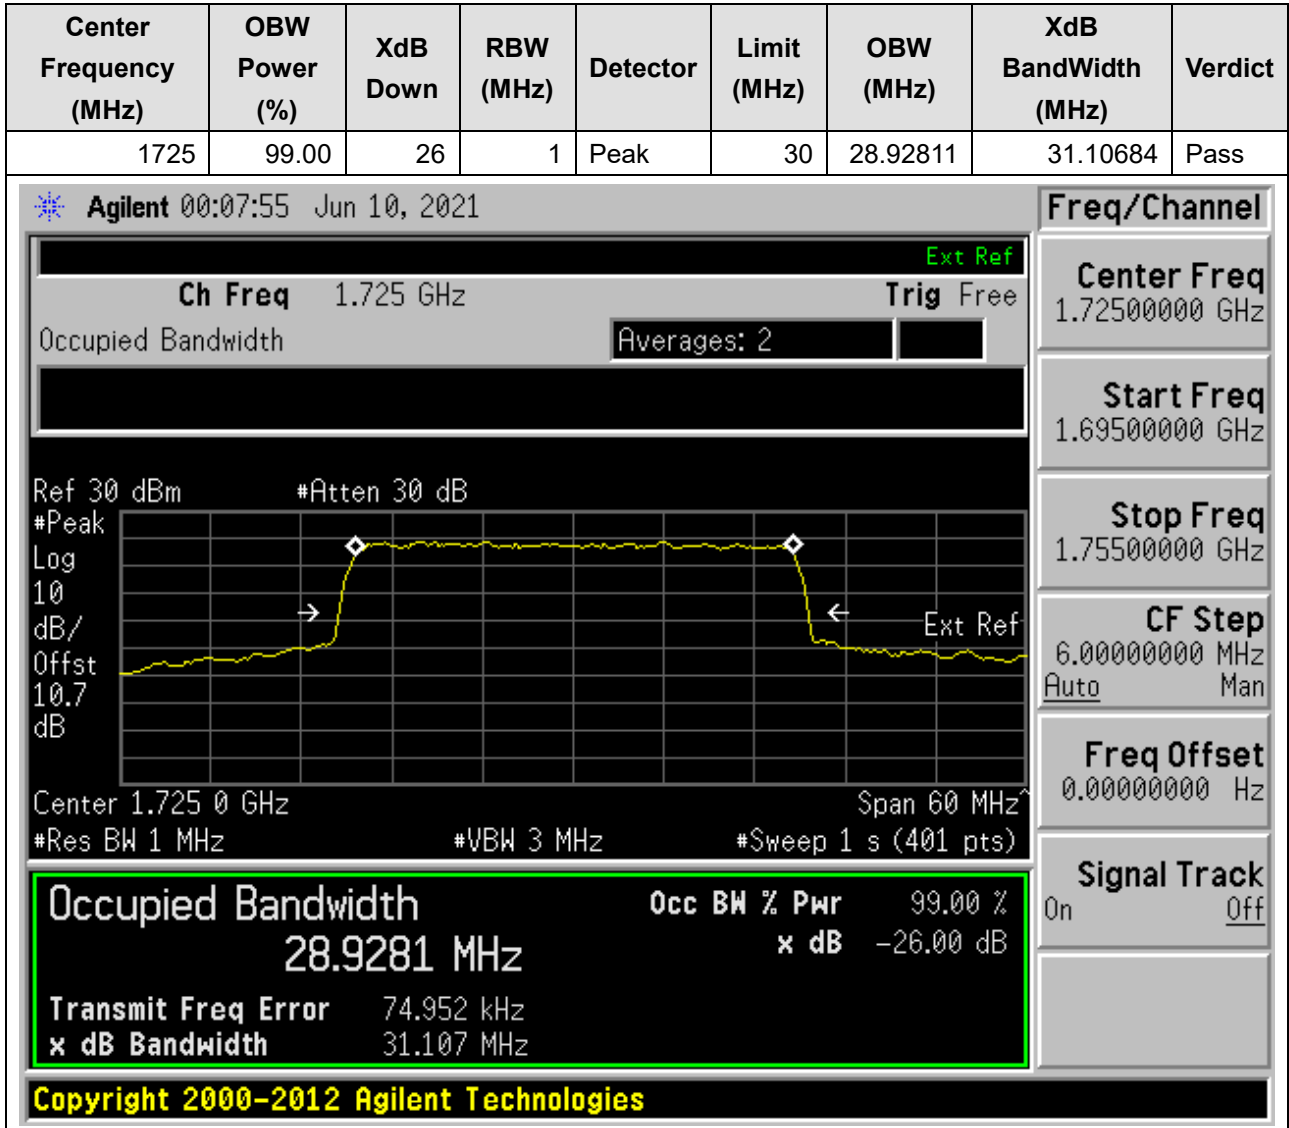 Center Frequency (MHz) OBW Power (%) XdB Down RBW (MHz) Detector Limit (MHz) OBW (MHz) XdB BandWidth (MHz) Verdict
1725 99.00 26 1 Peak 30 28.92811 31.10684 Pass
Agilent 00:07:55 Jun 10, 2021
Ext Ref
Ch Freq 1.725 GHz Trig Free
Occupied Bandwidth Averages: 2
Ref 30 dBm #Atten 30 dB
#Peak
Log
10
dB/
Offst
10.7
dB
Ext Ref
Center 1.725 0 GHz Span 60 MHz^
#Res BW 1 MHz #VBW 3 MHz #Sweep 1 s (401 pts)
Occupied Bandwidth
28.9281 MHz
Occ BW % Pwr 99.00 %
x dB -26.00 dB
Transmit Freq Error 74.952 kHz
x dB Bandwidth 31.107 MHz
Copyright 2000-2012 Agilent Technologies
Freq/Channel
Center Freq
1.72500000 GHz
Start Freq
1.69500000 GHz
Stop Freq
1.75500000 GHz
CF Step
6.00000000 MHz
Auto Man
Freq Offset
0.00000000 Hz
Signal Track
On Off